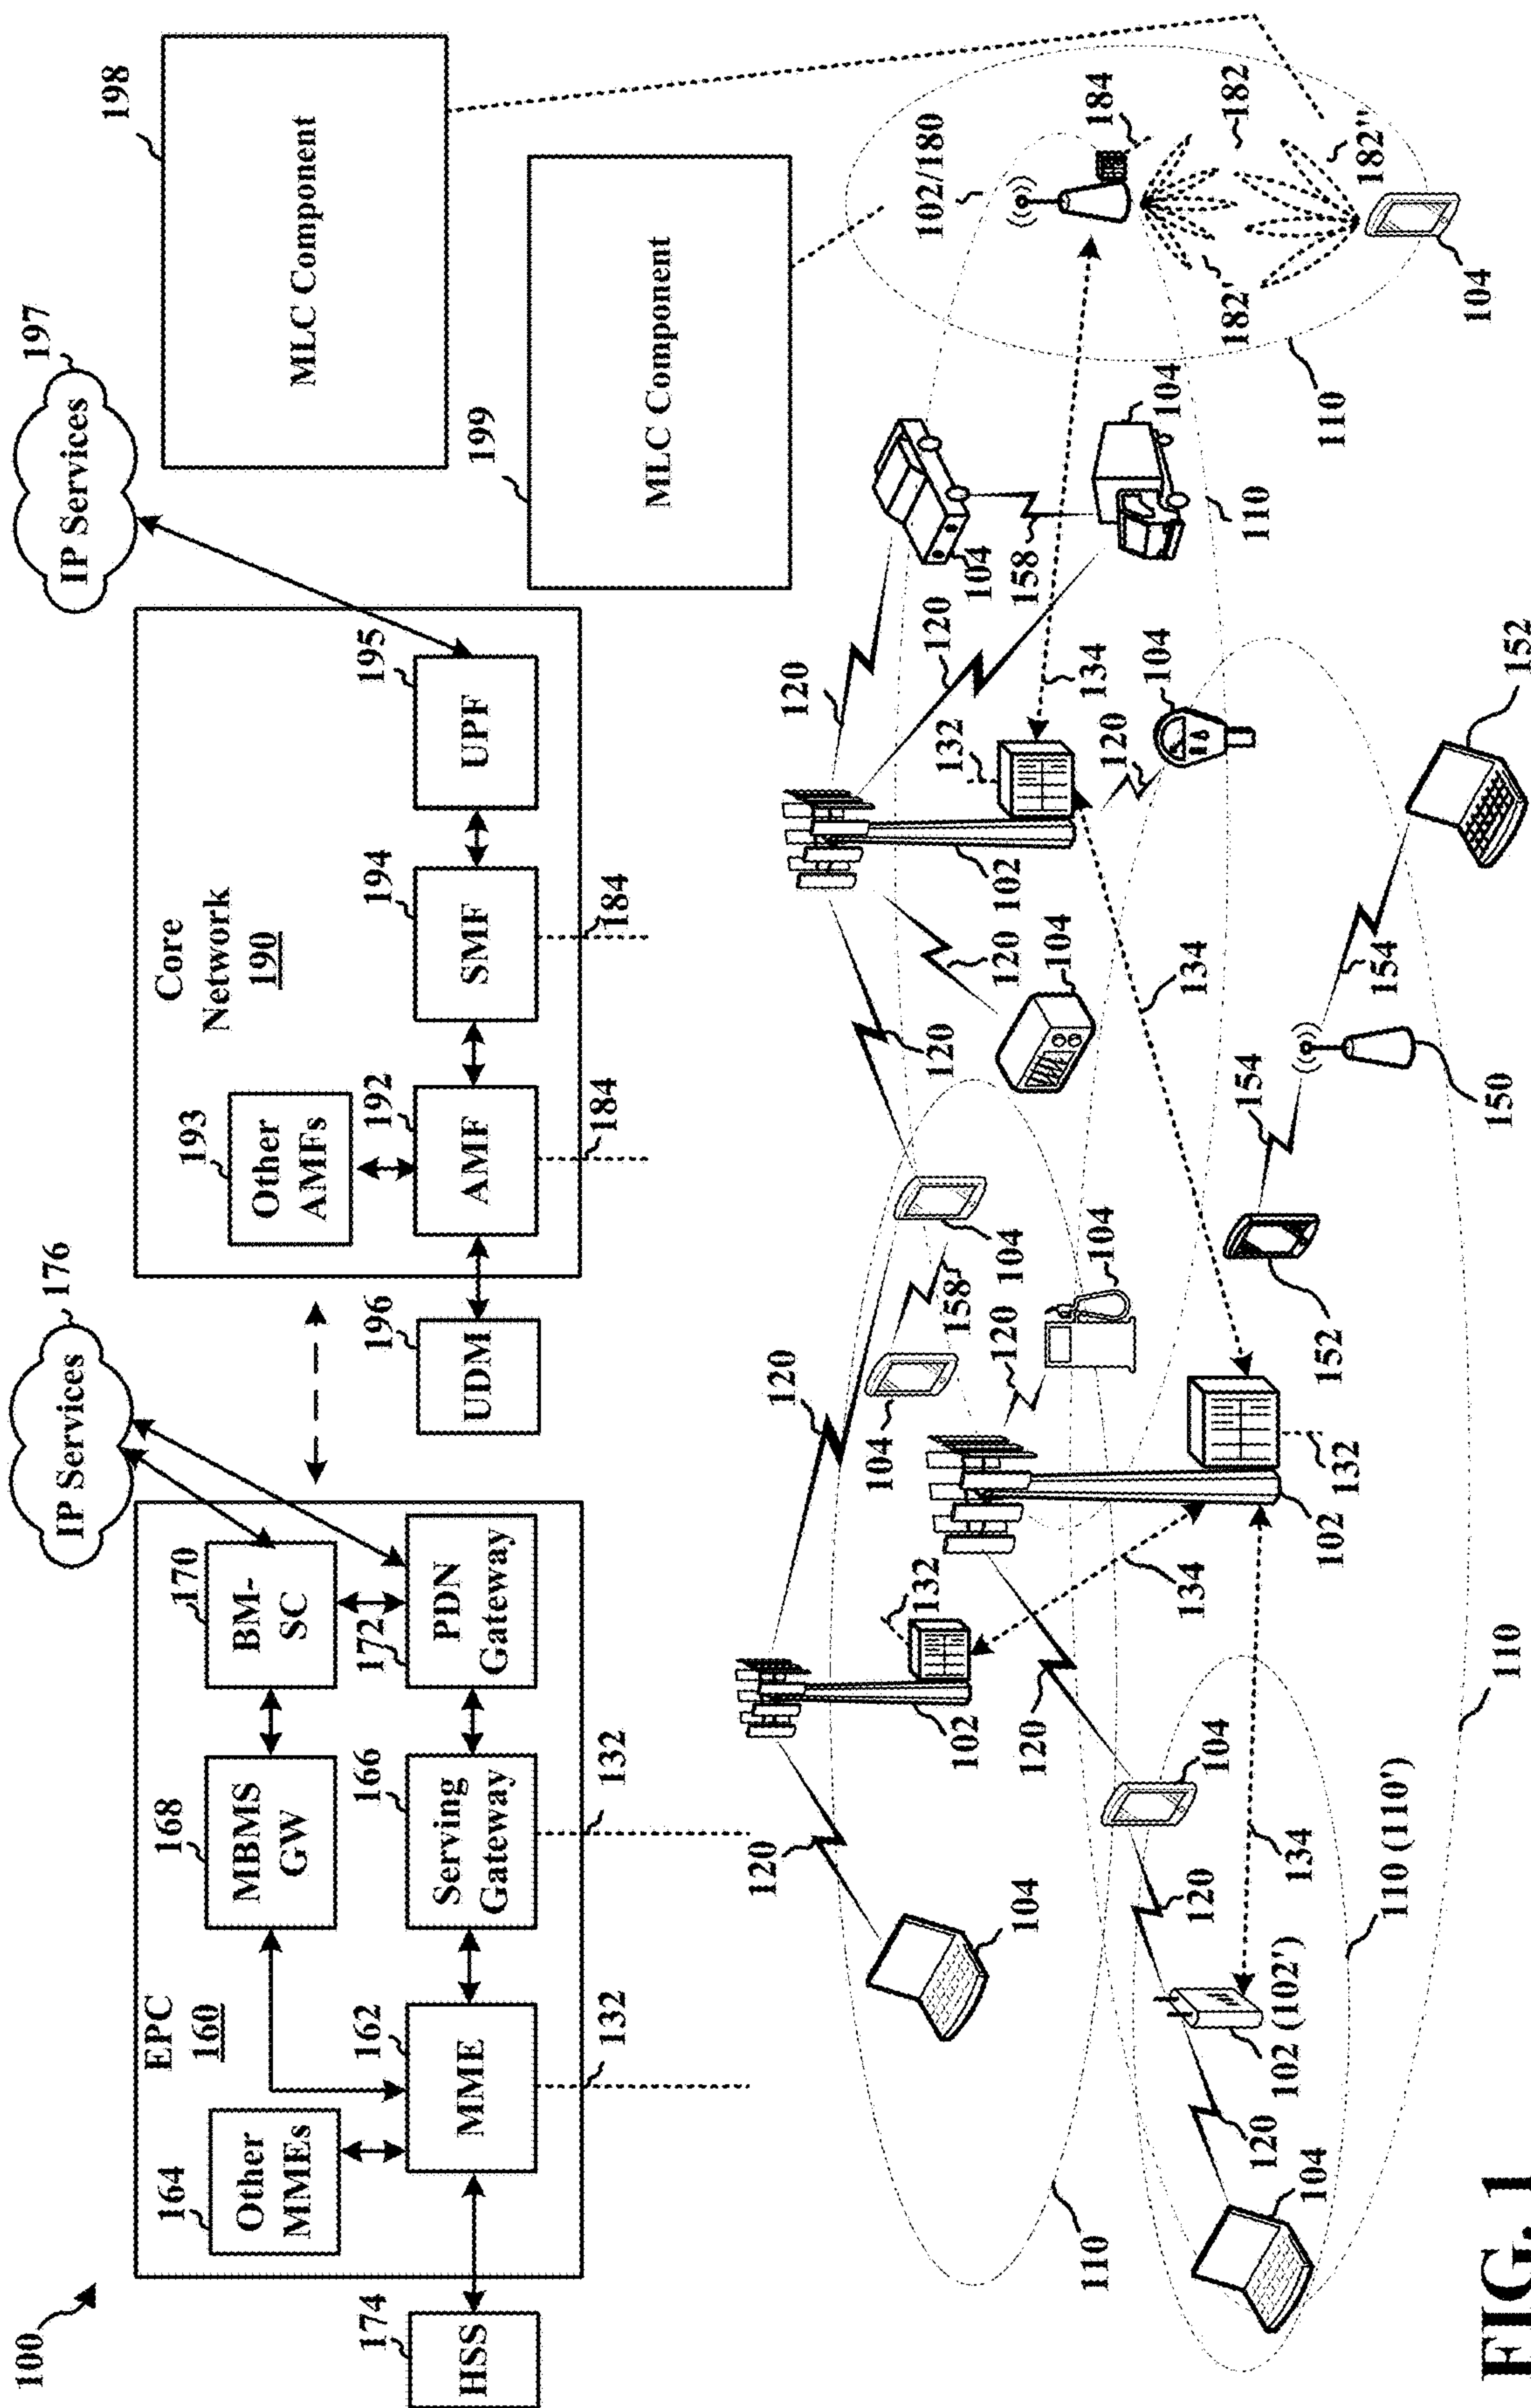 100
174
HSS
EPC
160
164
Other
MMEs
162
MME
132
168
MBMS
GW
166
Serving
Gateway
132
170
BM-
SC
172
PDN
Gateway
176
IP Services
196
UDM
Core
Network
190
193
Other
AMFs
192
AMF
184
194
SMF
184
195
UPF
197
IP Services
198
MLC Component
199
MLC Component
110
104
120
120
104
102 (102')
110 (110')
134
104
120
120
102
132
134
110
104
120
102
132
120
104
104
158
104
120
104
152
154
150
154
152
134
120
120
104
102
132
120
104
134
120
120
104
158
104
110
110
102/180
184
182'
182
182''
104
FIG. 1